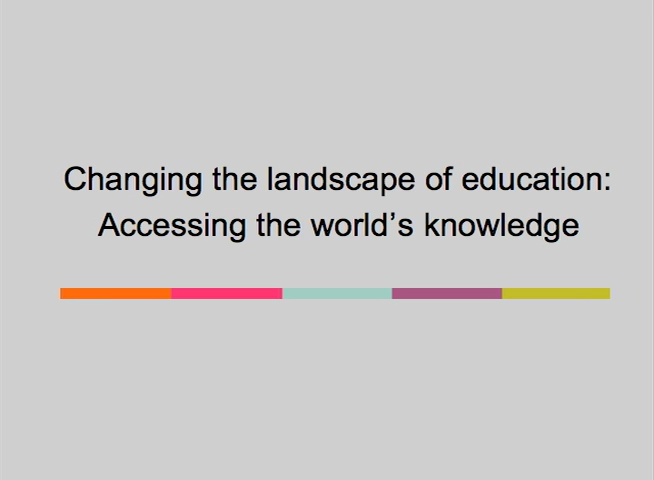 Changing the landscape of education:
Accessing the world’s knowledge